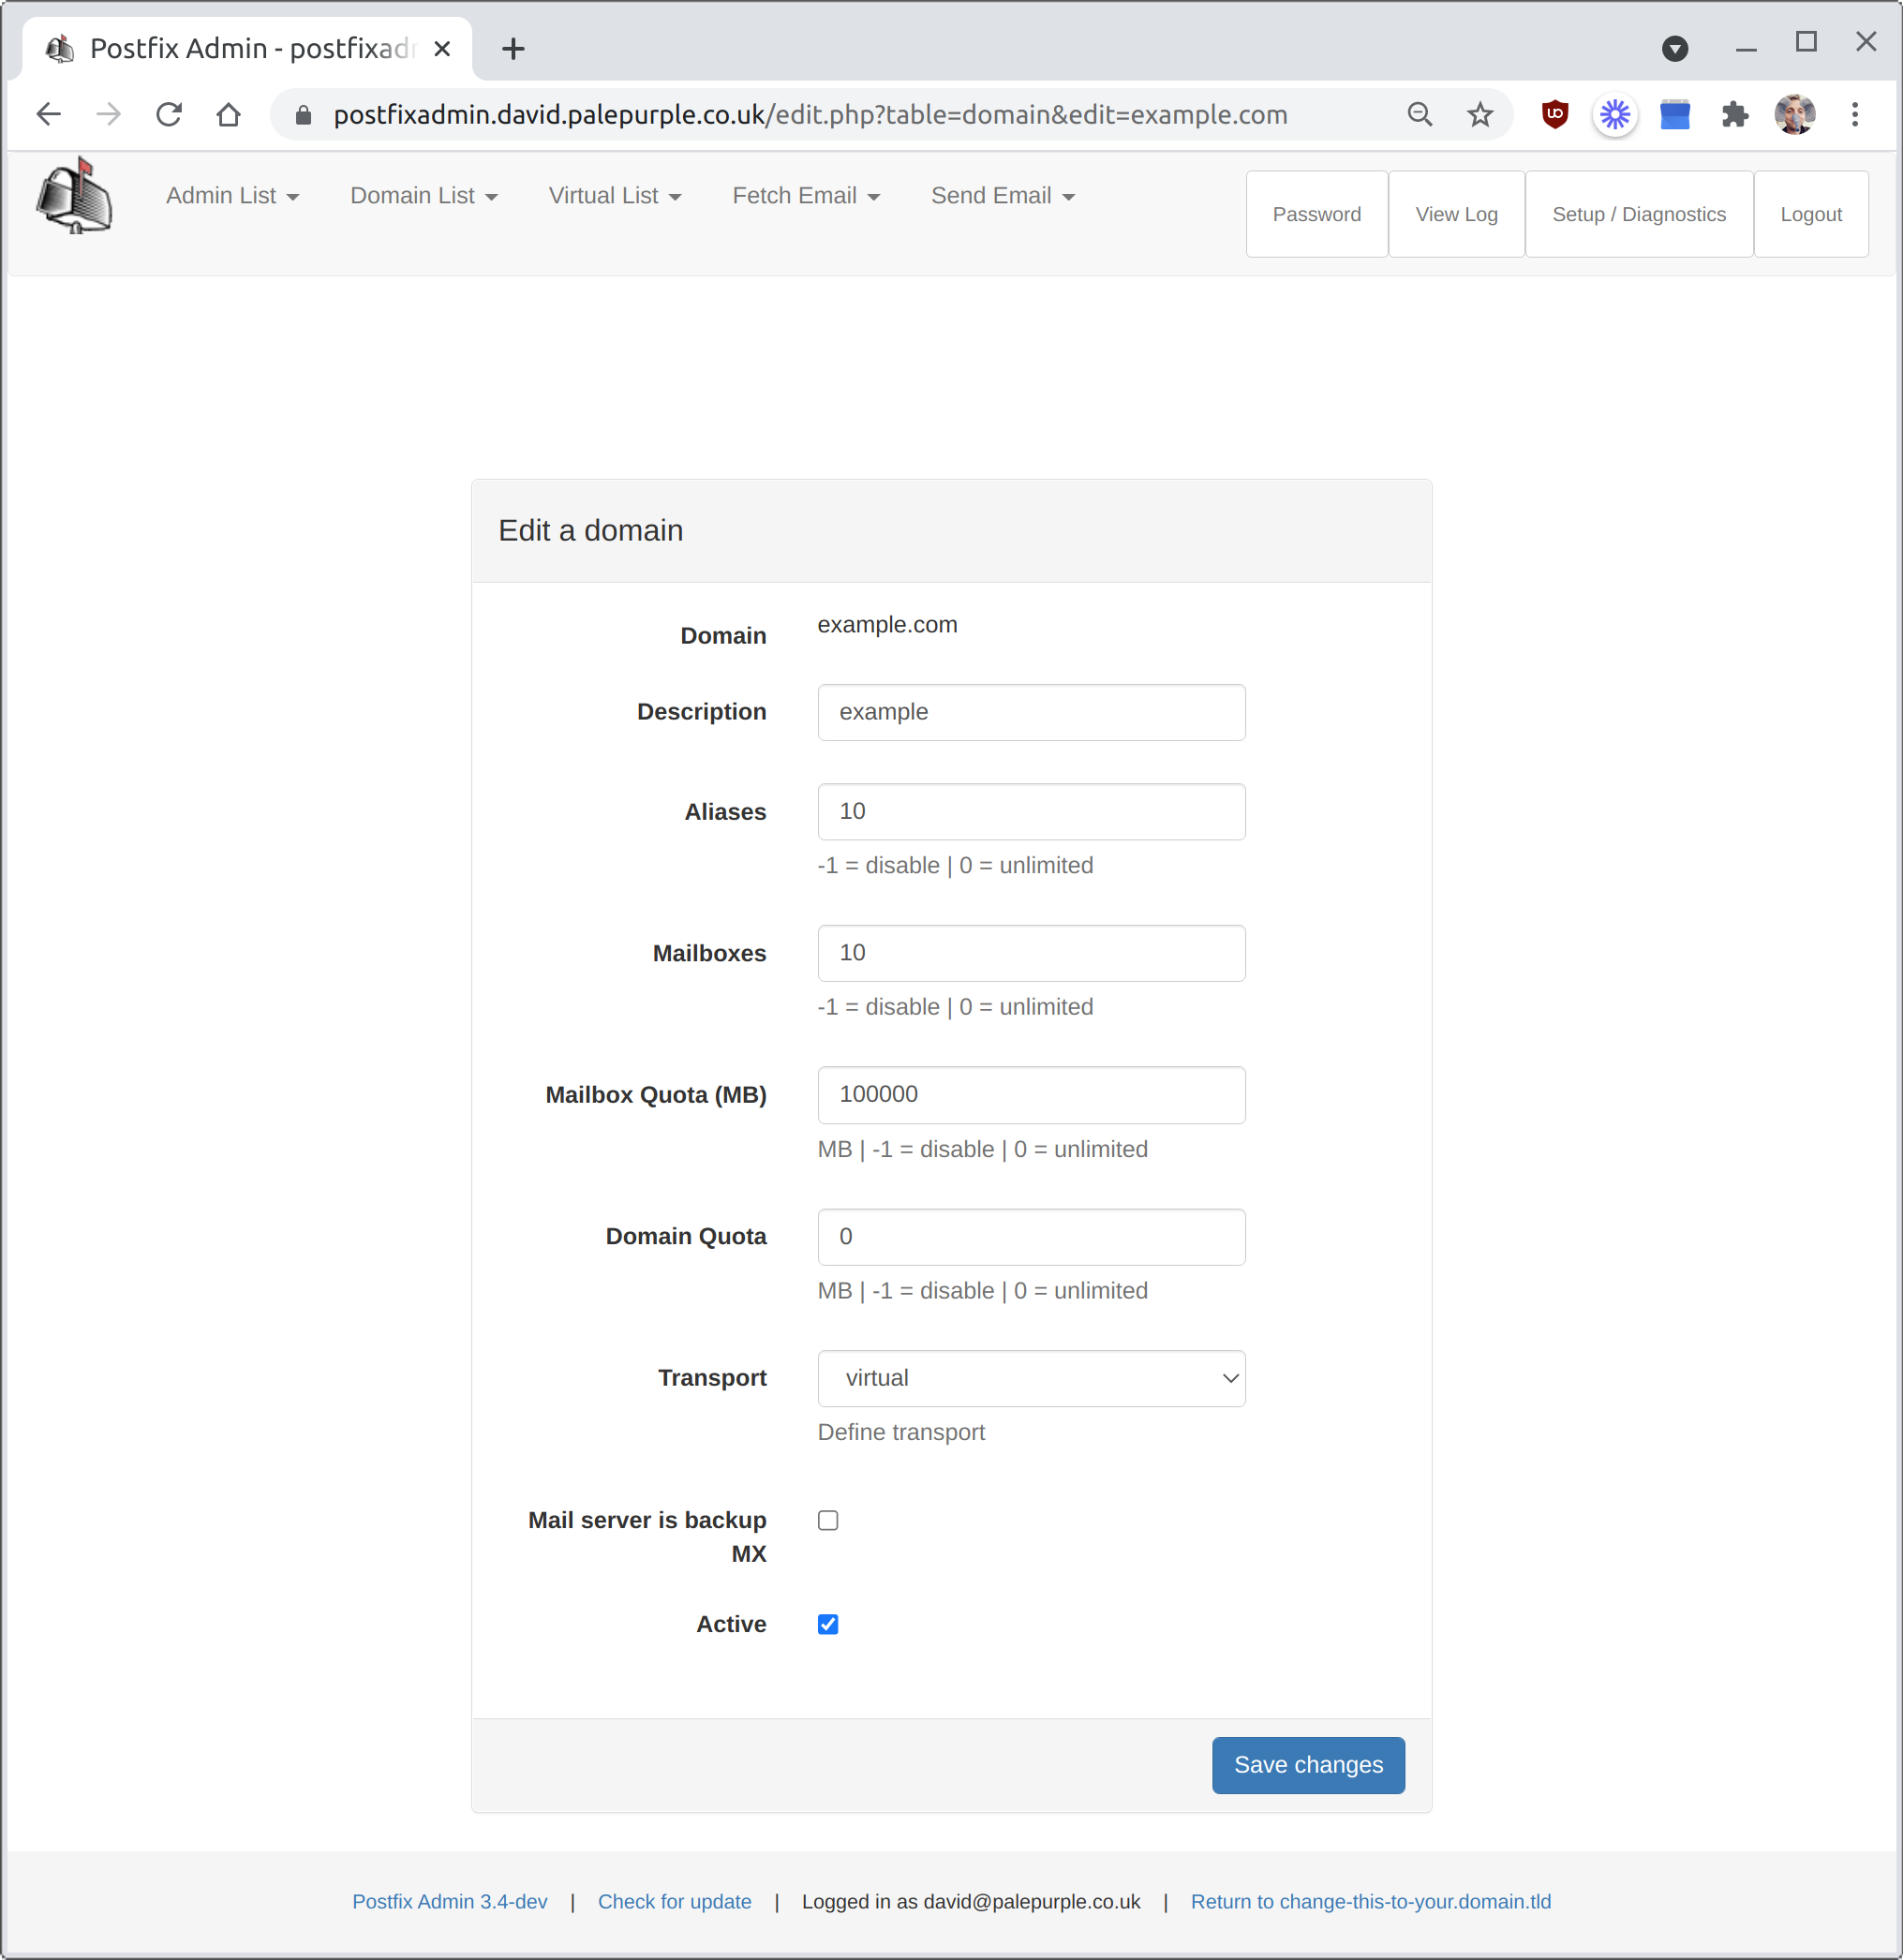 Postfix Admin - postfixadr
postfixadmin.david.palepurple.co.uk/edit.php?table=domain&edit=example.com
Admin List
Domain List
Virtual List
Fetch Email
Send Email
Password
View Log
Setup / Diagnostics
Logout
Edit a domain
Domain
example.com
Description
example
Aliases
10
-1 = disable | 0 = unlimited
Mailboxes
10
-1 = disable | 0 = unlimited
Mailbox Quota (MB)
100000
MB | -1 = disable | 0 = unlimited
Domain Quota
0
MB | -1 = disable | 0 = unlimited
Transport
virtual
Define transport
Mail server is backup
MX
Active
Save changes
Postfix Admin 3.4-dev | Check for update | Logged in as david@palepurple.co.uk | Return to change-this-to-your.domain.tld